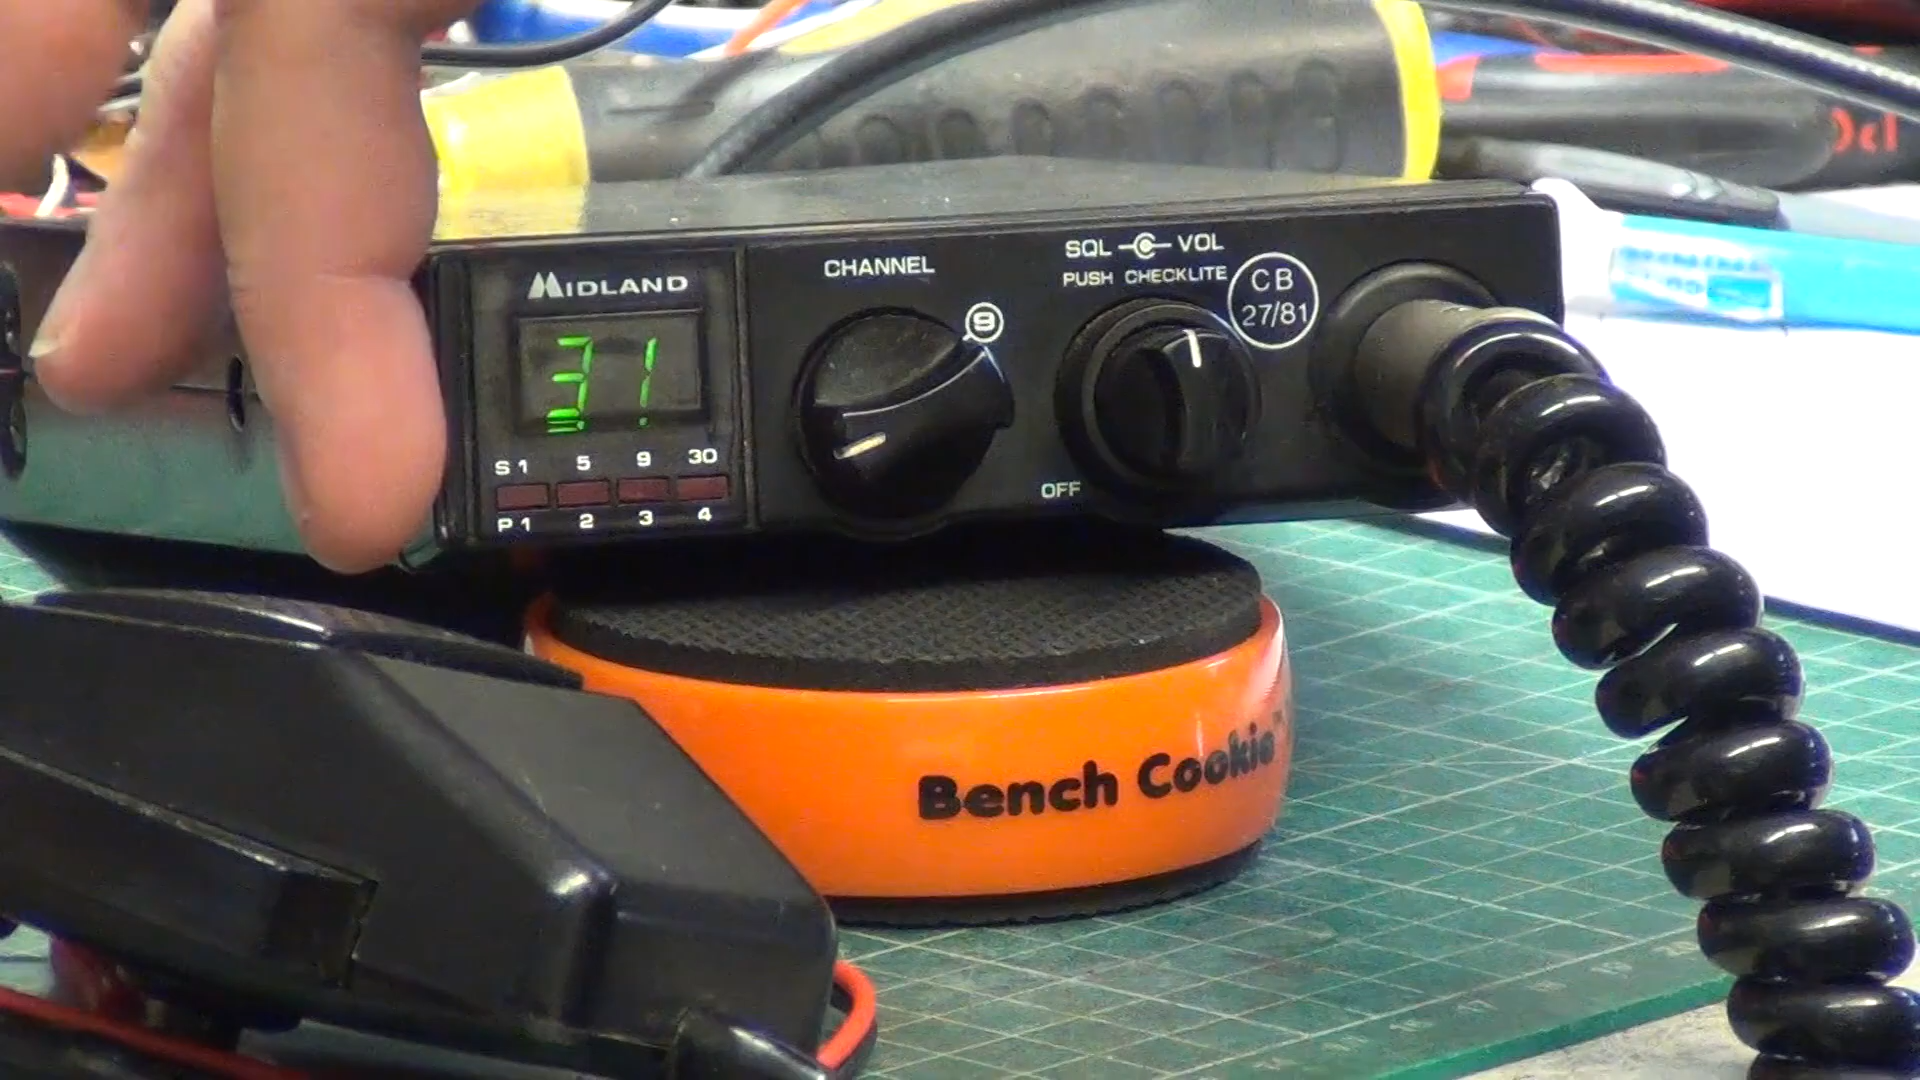 MIDLAND
31
S 1 5 9 30
P 1 2 3 4
CHANNEL
9
SQL VOL
PUSH CHECKLITE
OFF
CB
27/81
Bench Cookie™